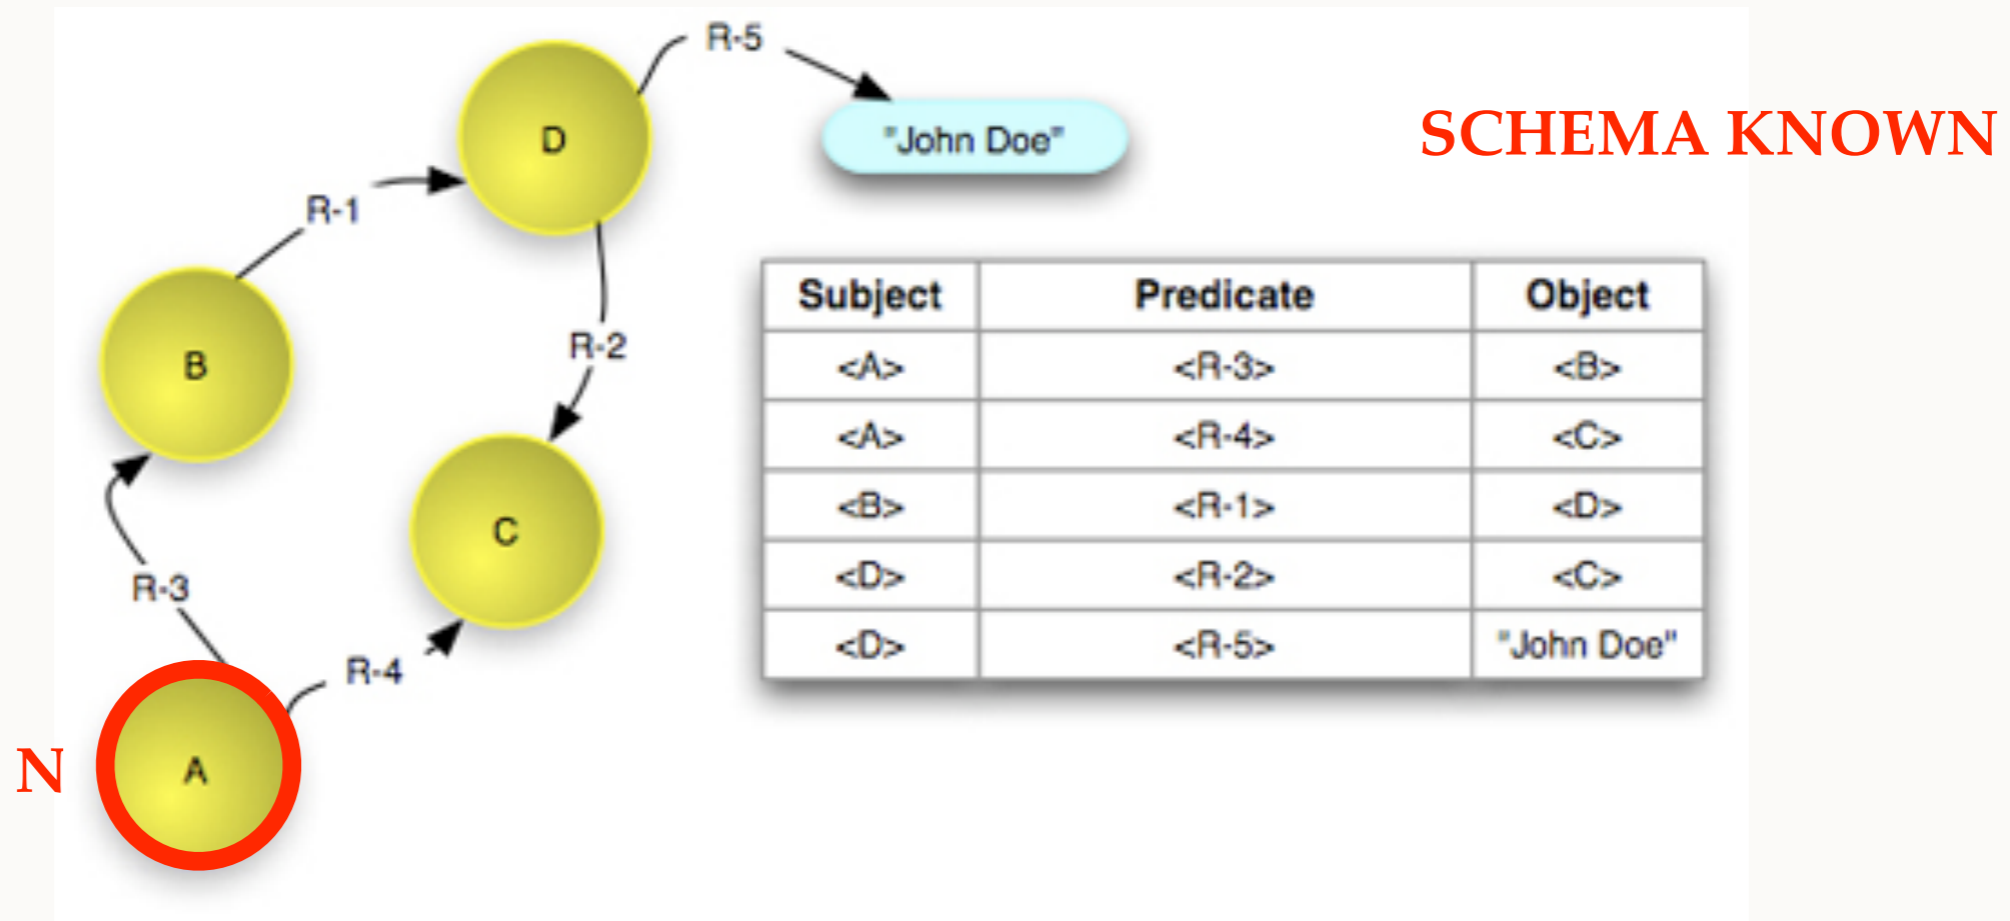 R-5
D
"John Doe"
SCHEMA KNOWN
R-1
B
R-2
C
R-3
R-4
N
A
Subject Predicate Object
<A> <R-3> <B>
<A> <R-4> <C>
<B> <R-1> <D>
<D> <R-2> <C>
<D> <R-5> "John Doe"